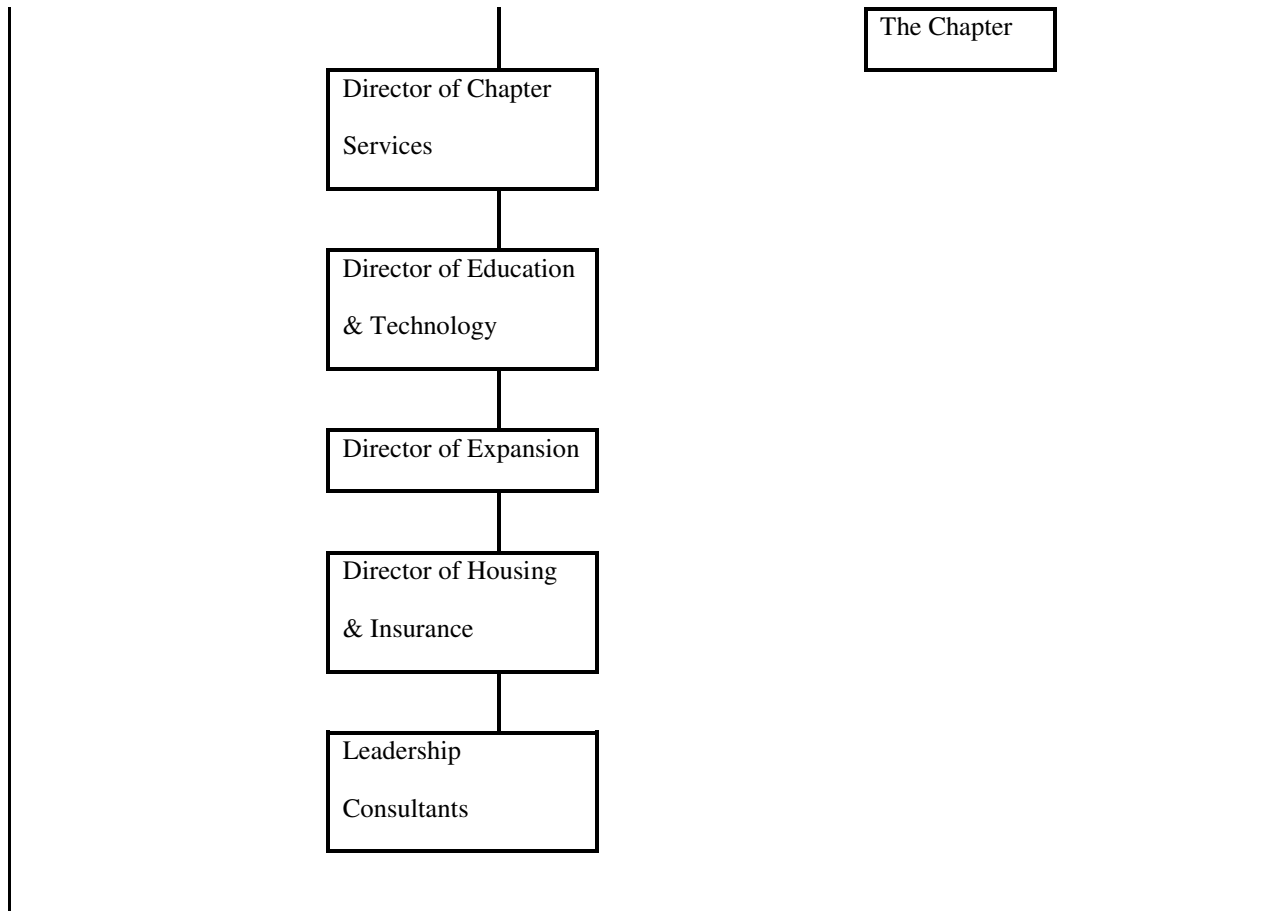 The Chapter
Director of Chapter
Services
Director of Education
& Technology
Director of Expansion
Director of Housing
& Insurance
Leadership
Consultants